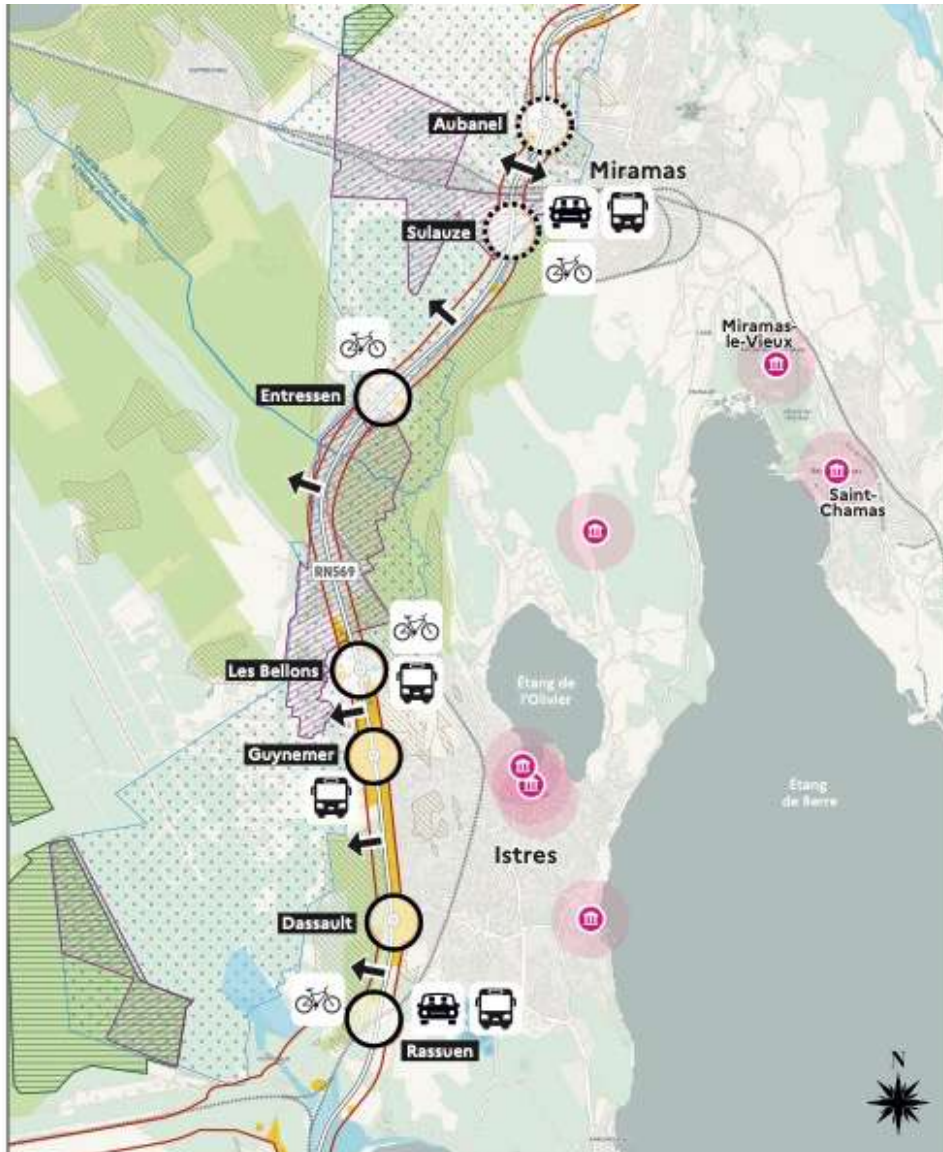 Aubanel
Miramas
Sulauze
Miramas-
le-Vieux
Entressen
Saint-
Chamas
RN569
Les Bellons
Étang de
l'Olivier
Guynemer
Étang
de Berre
Istres
Dassault
Rassuen
N